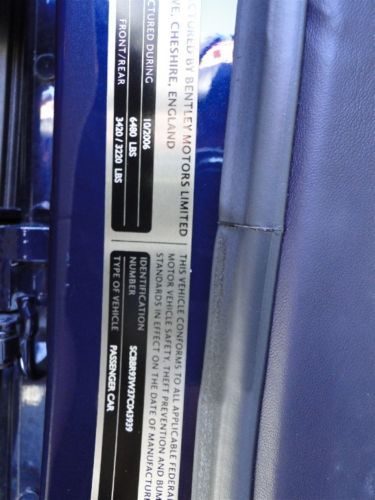 CTURED BY BENTLEY MOTORS LIMITED
VE, CHESHIRE, ENGLAND
CTURED DURING 10/2006
6480 LBS
FRONT/REAR 3420 / 3220 LBS
THIS VEHICLE CONFORMS TO ALL APPLICABLE FEDERAL
MOTOR VEHICLE SAFETY, THEFT PREVENTION AND BUM
STANDARDS IN EFFECT ON THE DATE OF MANUFACTUR
IDENTIFICATION
NUMBER SCBBR93W37C043939
TYPE OF VEHICLE PASSENGER CAR